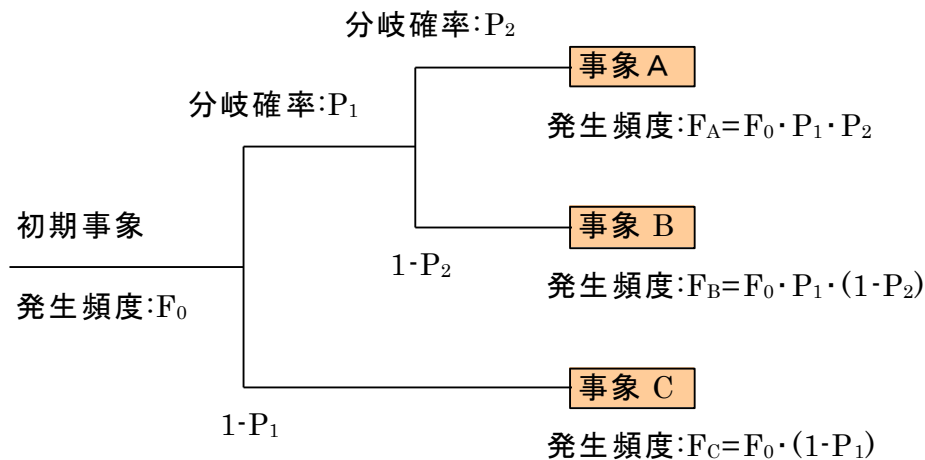 分岐確率:P₂
事象A
分岐確率:P₁
発生頻度:F_A=F₀・P₁・P₂
初期事象
事象 B
1-P₂
発生頻度:F₀
発生頻度:F_B=F₀・P₁・(1-P₂)
事象 C
1-P₁
発生頻度:F_C=F₀・(1-P₁)